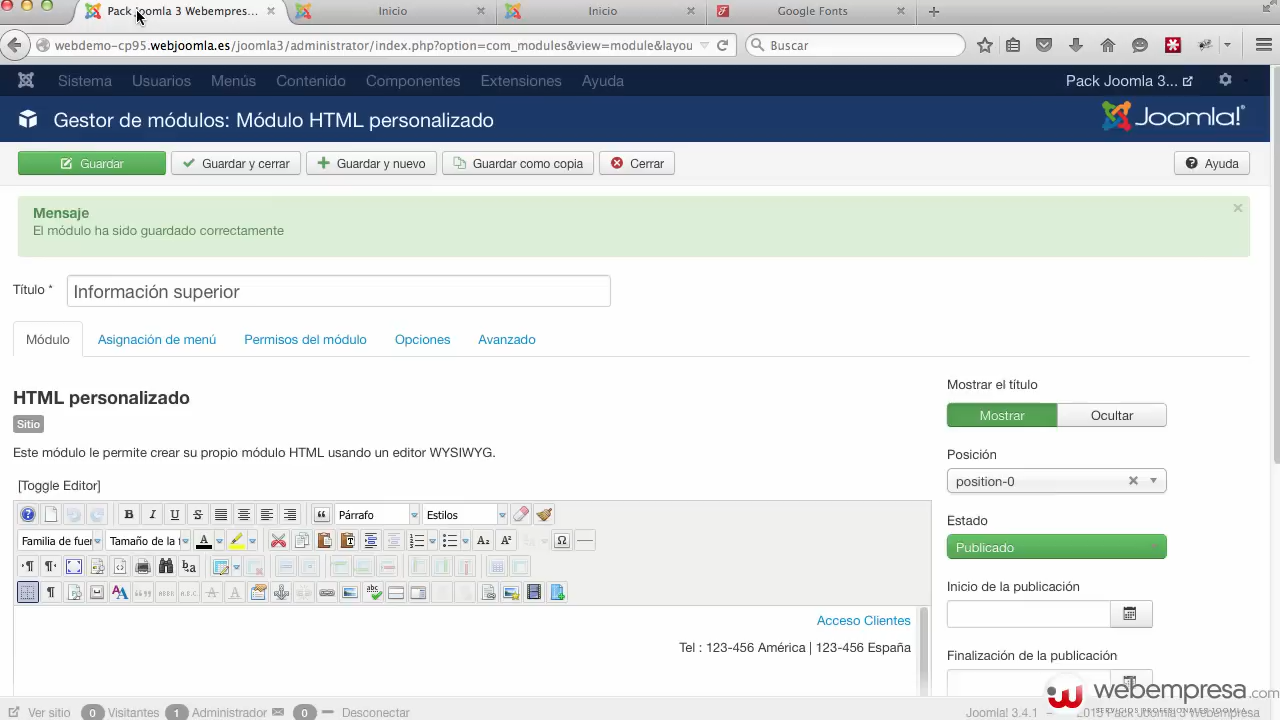 Pack Joomla 3 Webempres...
Inicio
Inicio
Google Fonts
webdemo-cp95.webjoomla.es/joomla3/administrator/index.php?option=com_modules&view=module&layou
Buscar
Sistema Usuarios Menús Contenido Componentes Extensiones Ayuda
Pack Joomla 3...
Gestor de módulos: Módulo HTML personalizado
Joomla!®
Guardar
Guardar y cerrar
Guardar y nuevo
Guardar como copia
Cerrar
Ayuda
Mensaje
El módulo ha sido guardado correctamente
Título *
Información superior
Módulo
Asignación de menú
Permisos del módulo
Opciones
Avanzado
HTML personalizado
Sitio
Este módulo le permite crear su propio módulo HTML usando un editor WYSIWYG.
[Toggle Editor]
Párrafo
Estilos
Familia de fuer
Tamaño de la
Acceso Clientes
Tel : 123-456 América | 123-456 España
Mostrar el título
Mostrar
Ocultar
Posición
position-0
Estado
Publicado
Inicio de la publicación
Finalización de la publicación
webempresa.com
Ver sitio
0 Visitantes
1 Administrador
0
Desconectar
Joomla! 3.4.1